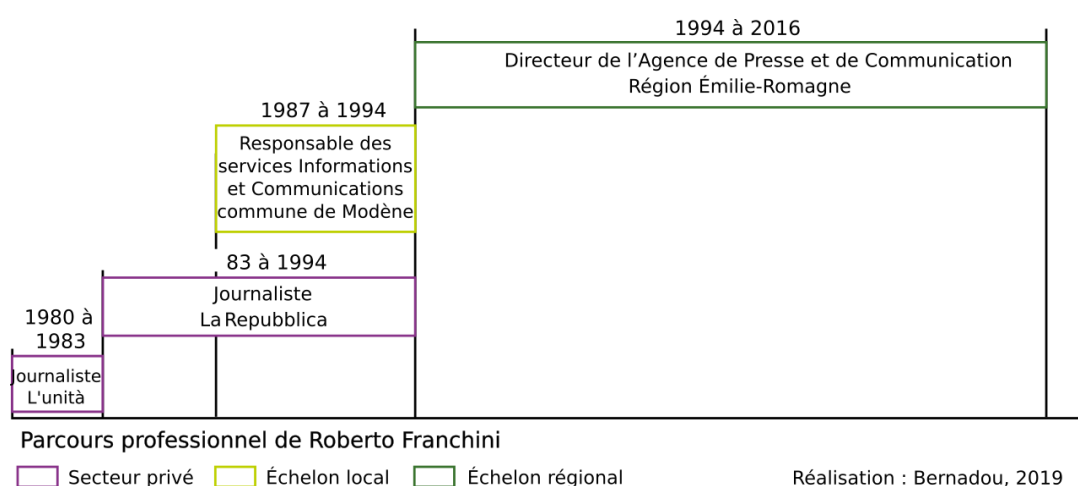 1994 à 2016
Directeur de l’Agence de Presse et de Communication
Région Émilie-Romagne
1987 à 1994
Responsable des
services Informations
et Communications
commune de Modène
83 à 1994
Journaliste
La Repubblica
1980 à
1983
Journaliste
L'unità
Parcours professionnel de Roberto Franchini
Secteur privé
Échelon local
Échelon régional
Réalisation : Bernadou, 2019